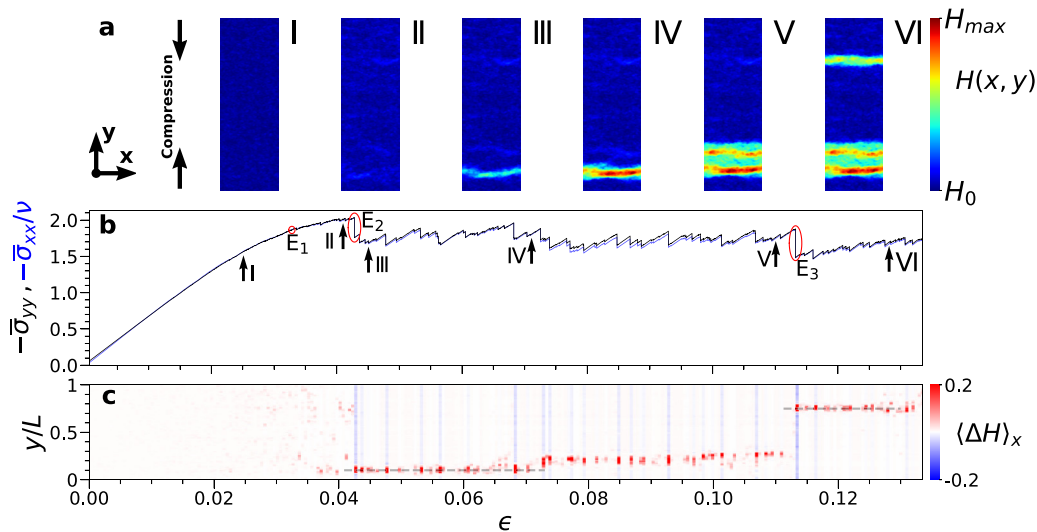 a
I
II
III
IV
V
VI
Compression
y
x
H_max
H(x, y)
H_0
b
−σ̅_yy, −σ̅_xx/ν
2.0
1.5
1.0
0.5
0.0
I
E_1
II
E_2
III
IV
V
E_3
VI
c
y/L
1
0.5
0
0.2
⟨ΔH⟩_x
-0.2
0.00
0.02
0.04
0.06
0.08
0.10
0.12
ϵ